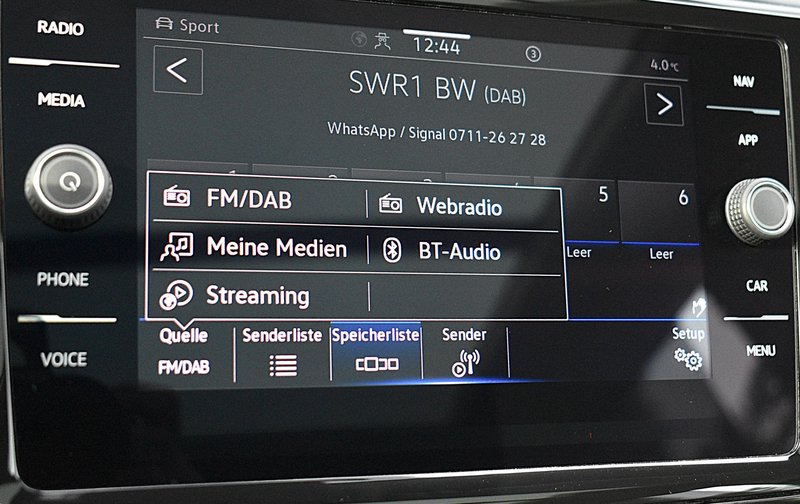 RADIO
MEDIA
PHONE
VOICE
Sport
12:44
3
4.0°C
<
SWR1 BW (DAB)
>
WhatsApp / Signal 0711-26 27 28
5
6
Leer
Leer
FM/DAB
Webradio
Meine Medien
BT-Audio
Streaming
Quelle
FM/DAB
Senderliste
Speicherliste
Sender
Setup
NAV
APP
CAR
MENU